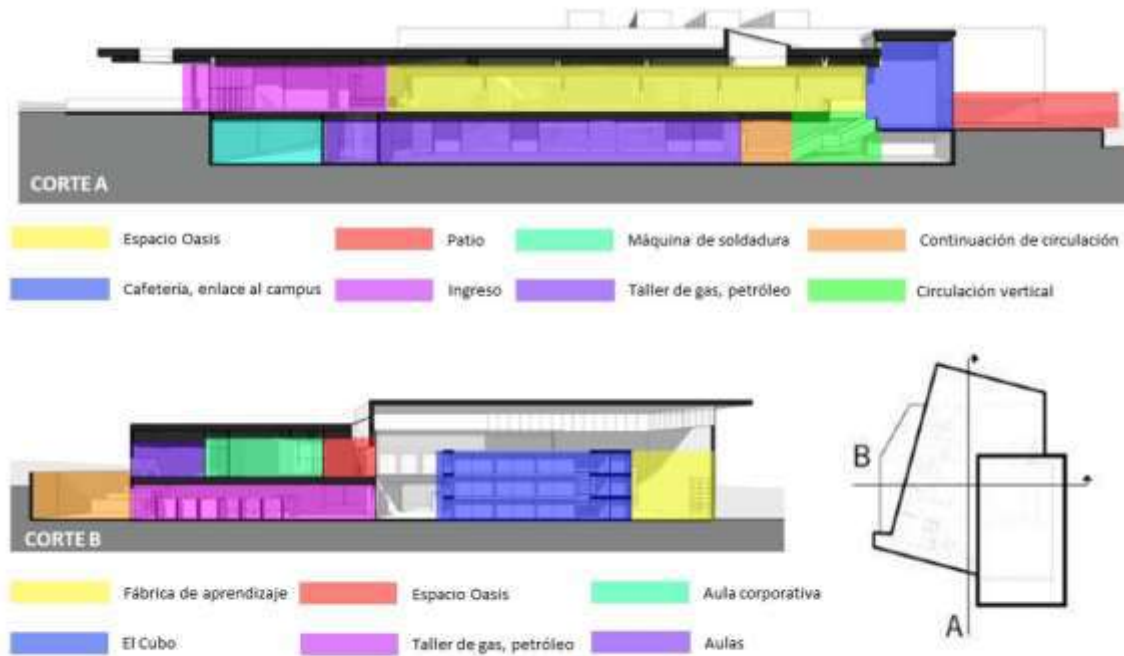 CORTE A
Espacio Oasis
Patio
Máquina de soldadura
Continuación de circulación
Cafetería, enlace al campus
Ingreso
Taller de gas, petróleo
Circulación vertical
B
CORTE B
A
Fábrica de aprendizaje
Espacio Oasis
Aula corporativa
El Cubo
Taller de gas, petróleo
Aulas